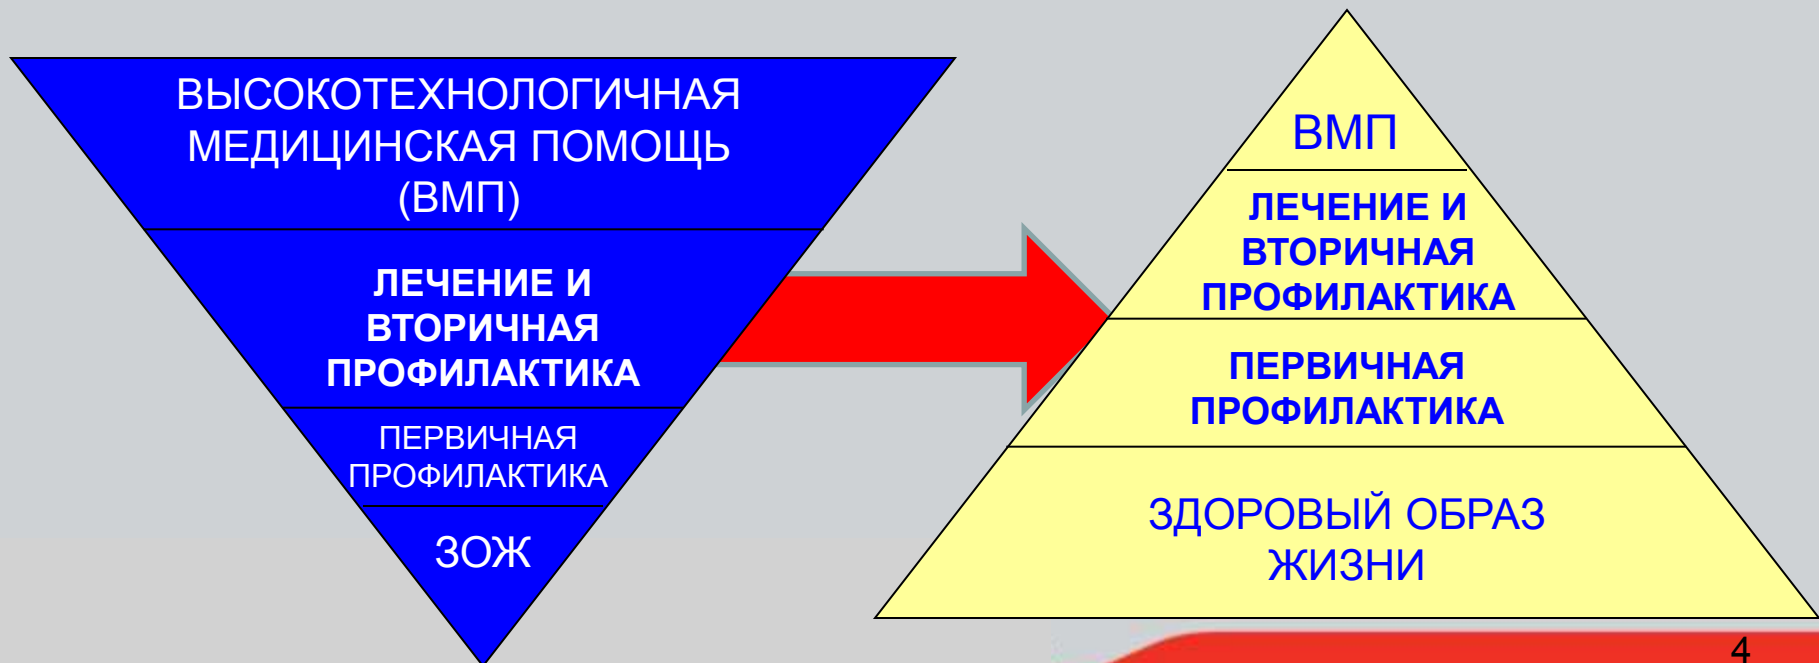 ВЫСОКОТЕХНОЛОГИЧНАЯ
МЕДИЦИНСКАЯ ПОМОЩЬ
(ВМП)
ЛЕЧЕНИЕ И
ВТОРИЧНАЯ
ПРОФИЛАКТИКА
ПЕРВИЧНАЯ
ПРОФИЛАКТИКА
ЗОЖ
ВМП
ЛЕЧЕНИЕ И
ВТОРИЧНАЯ
ПРОФИЛАКТИКА
ПЕРВИЧНАЯ
ПРОФИЛАКТИКА
ЗДОРОВЫЙ ОБРАЗ
ЖИЗНИ
4